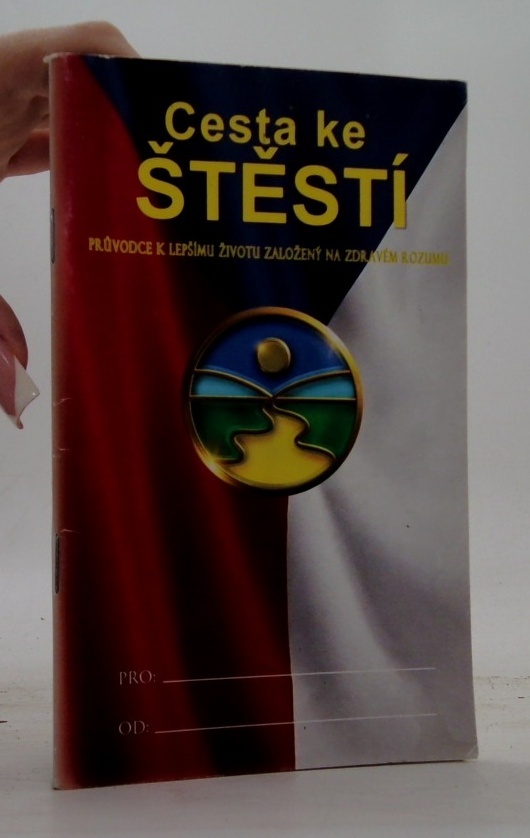 Cesta ke
ŠTĚSTÍ
PRŮVODCE K LEPŠÍMU ŽIVOTU ZALOŽENÝ NA ZDRAVÉM ROZUMU
PRO:
OD: